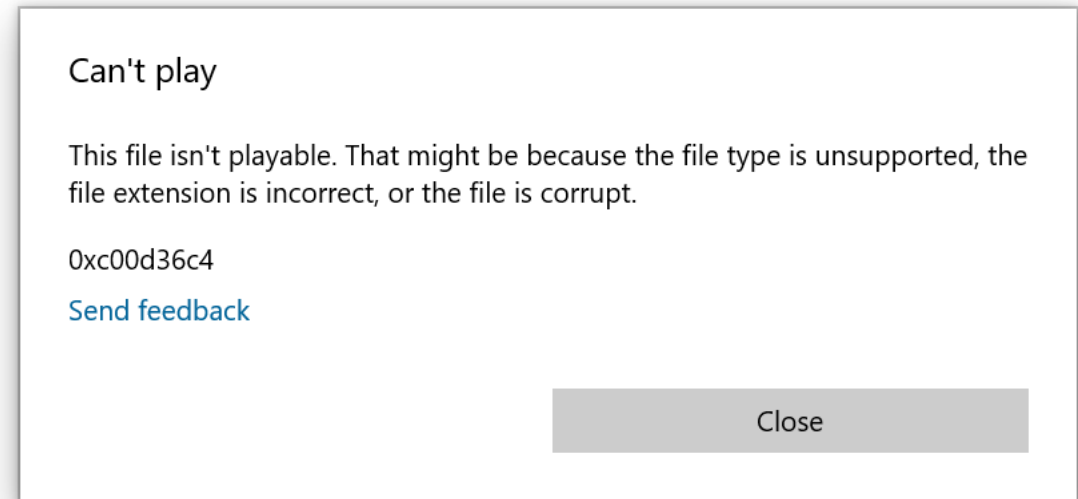 Can't play
This file isn't playable. That might be because the file type is unsupported, the
file extension is incorrect, or the file is corrupt.
0xc00d36c4
Send feedback
Close